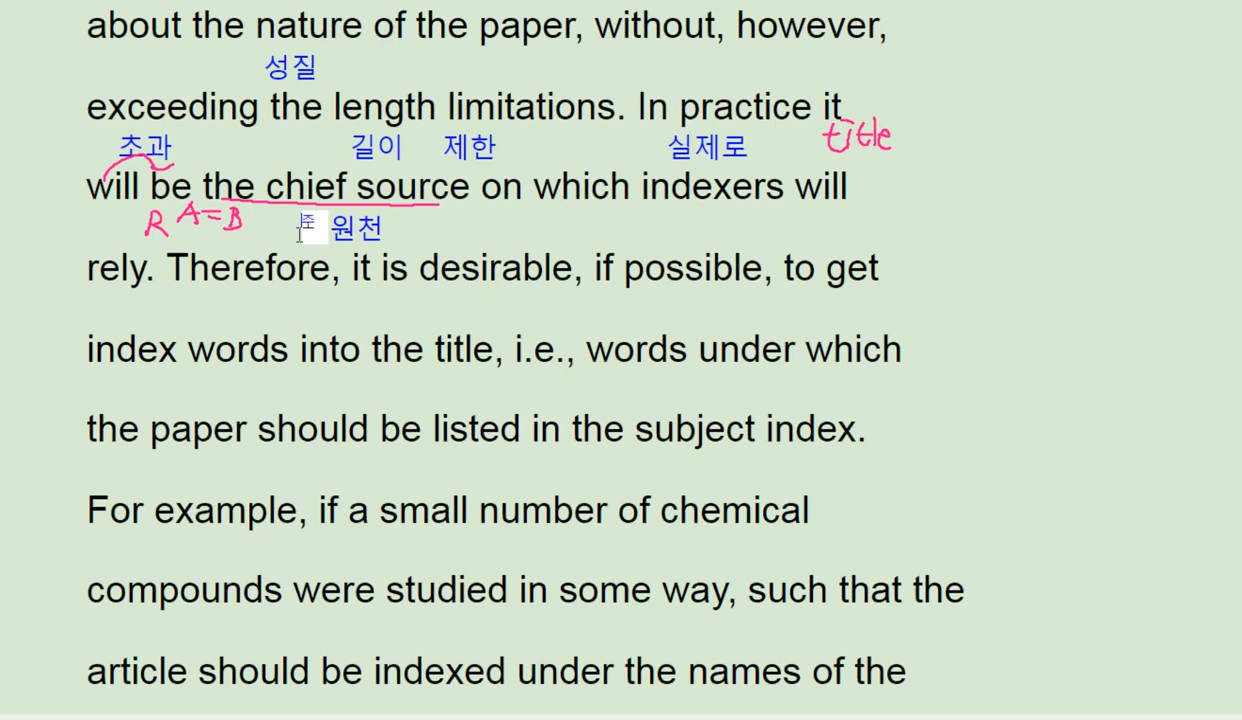 about the nature of the paper, without, however,
성질
exceeding the length limitations. In practice it
초과 길이 제한 실제로 title
will be the chief source on which indexers will
R A=B 주 원천
rely. Therefore, it is desirable, if possible, to get
index words into the title, i.e., words under which
the paper should be listed in the subject index.
For example, if a small number of chemical
compounds were studied in some way, such that the
article should be indexed under the names of the